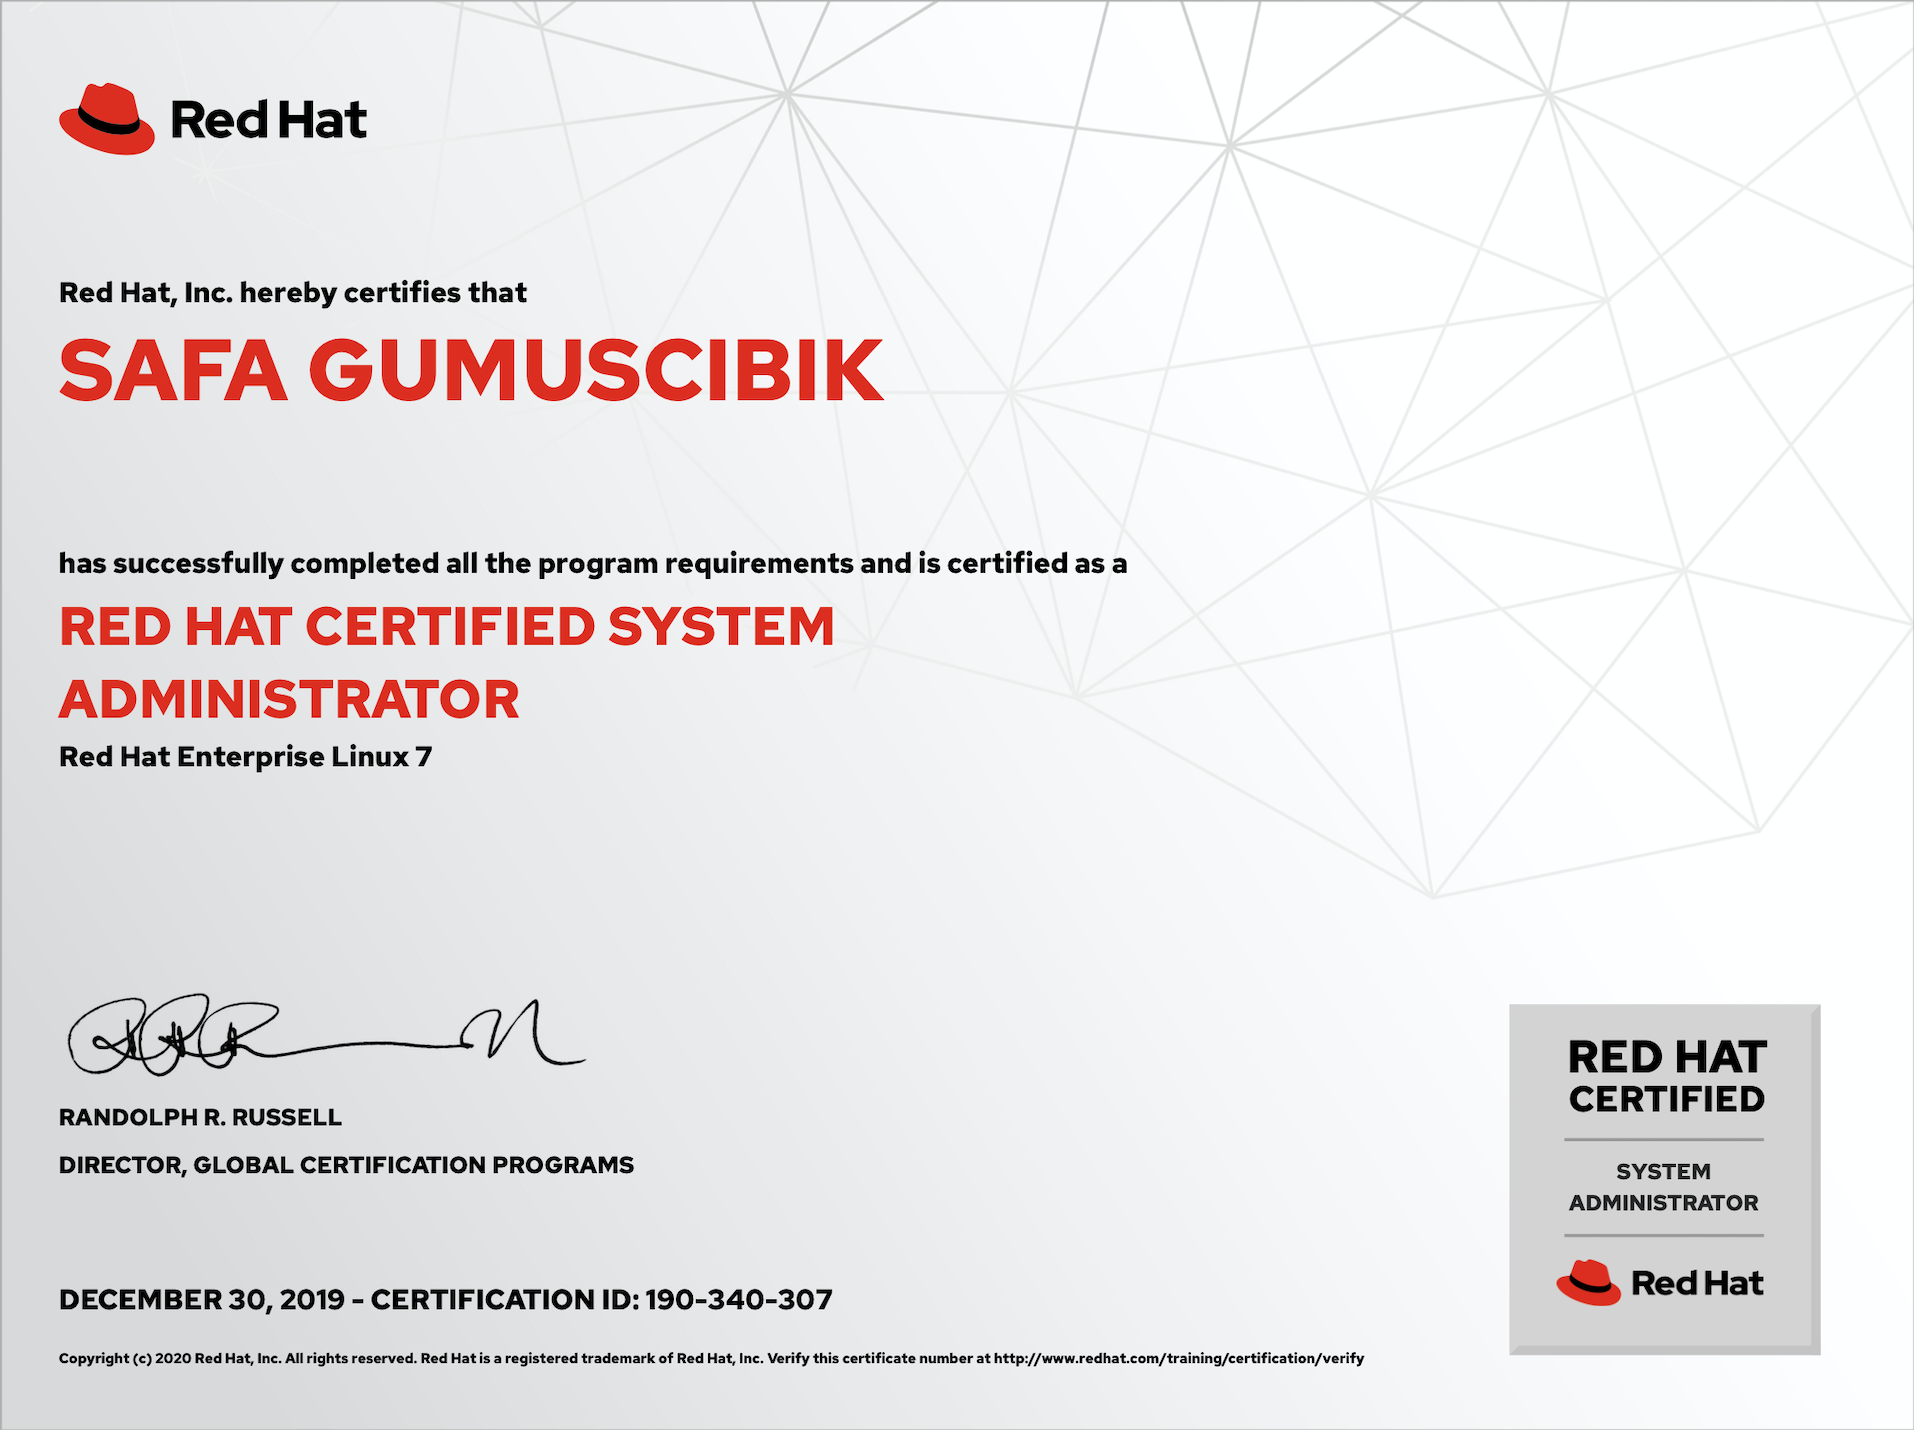 Red Hat
Red Hat, Inc. hereby certifies that
SAFA GUMUSCIBIK
has successfully completed all the program requirements and is certified as a
RED HAT CERTIFIED SYSTEM
ADMINISTRATOR
Red Hat Enterprise Linux 7
RANDOLPH R. RUSSELL
DIRECTOR, GLOBAL CERTIFICATION PROGRAMS
DECEMBER 30, 2019 - CERTIFICATION ID: 190-340-307
Copyright (c) 2020 Red Hat, Inc. All rights reserved. Red Hat is a registered trademark of Red Hat, Inc. Verify this certificate number at http://www.redhat.com/training/certification/verify
RED HAT
CERTIFIED
SYSTEM
ADMINISTRATOR
Red Hat